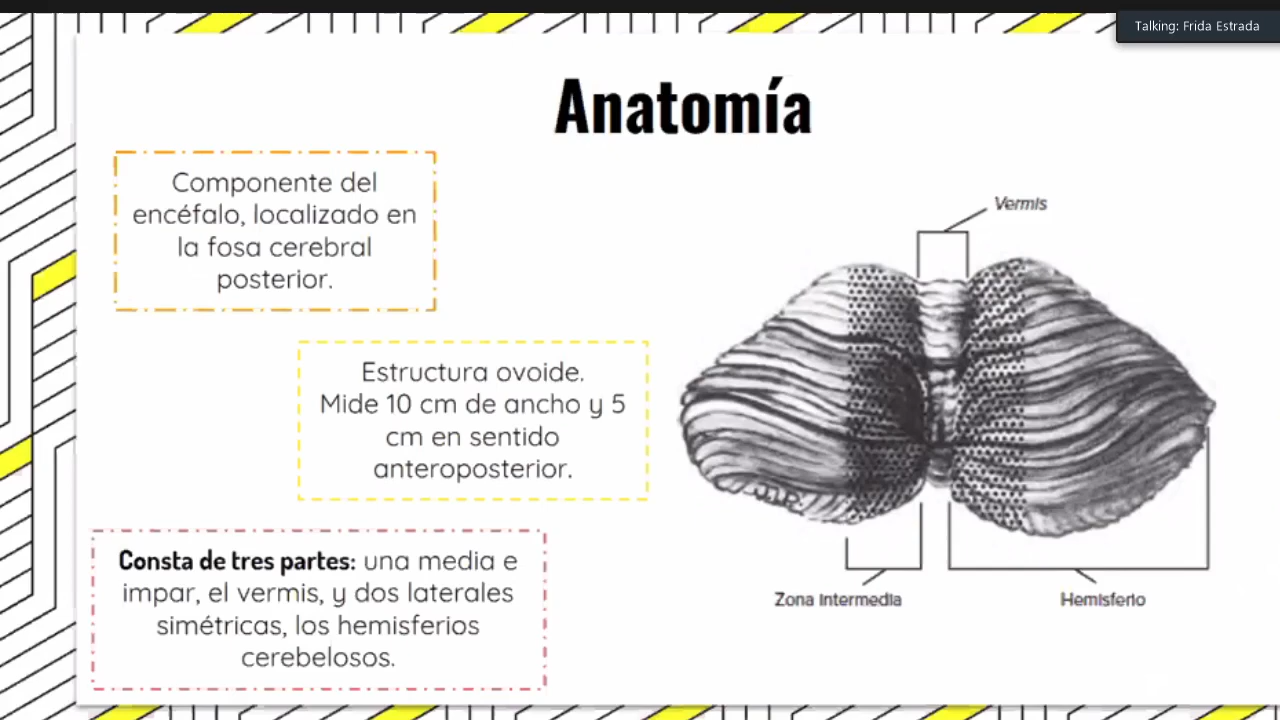 Talking: Frida Estrada
Anatomía
Componente del
encéfalo, localizado en
la fosa cerebral
posterior.
Estructura ovoide.
Mide 10 cm de ancho y 5
cm en sentido
anteroposterior.
Consta de tres partes: una media e
impar, el vermis, y dos laterales
simétricas, los hemisferios
cerebelosos.
Vermis
Zona intermedia
Hemisferio